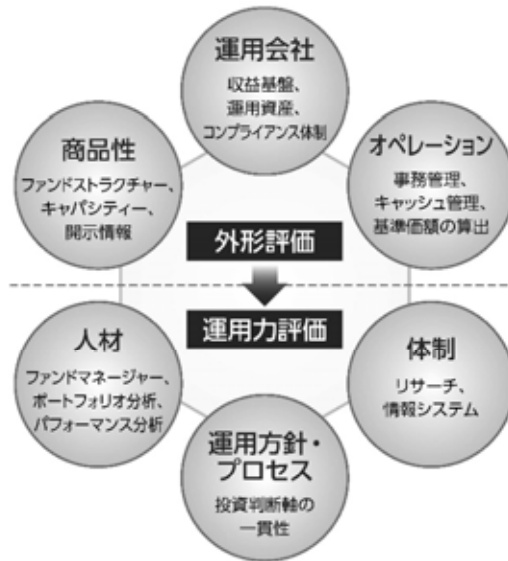 運用会社
収益基盤、
運用資産、
コンプライアンス体制
商品性
ファンドストラクチャー、
キャパシティー、
開示情報
オペレーション
事務管理、
キャッシュ管理、
基準価額の算出
外形評価
運用力評価
人材
ファンドマネージャー、
ポートフォリオ分析、
パフォーマンス分析
体制
リサーチ、
情報システム
運用方針・
プロセス
投資判断軸の
一貫性